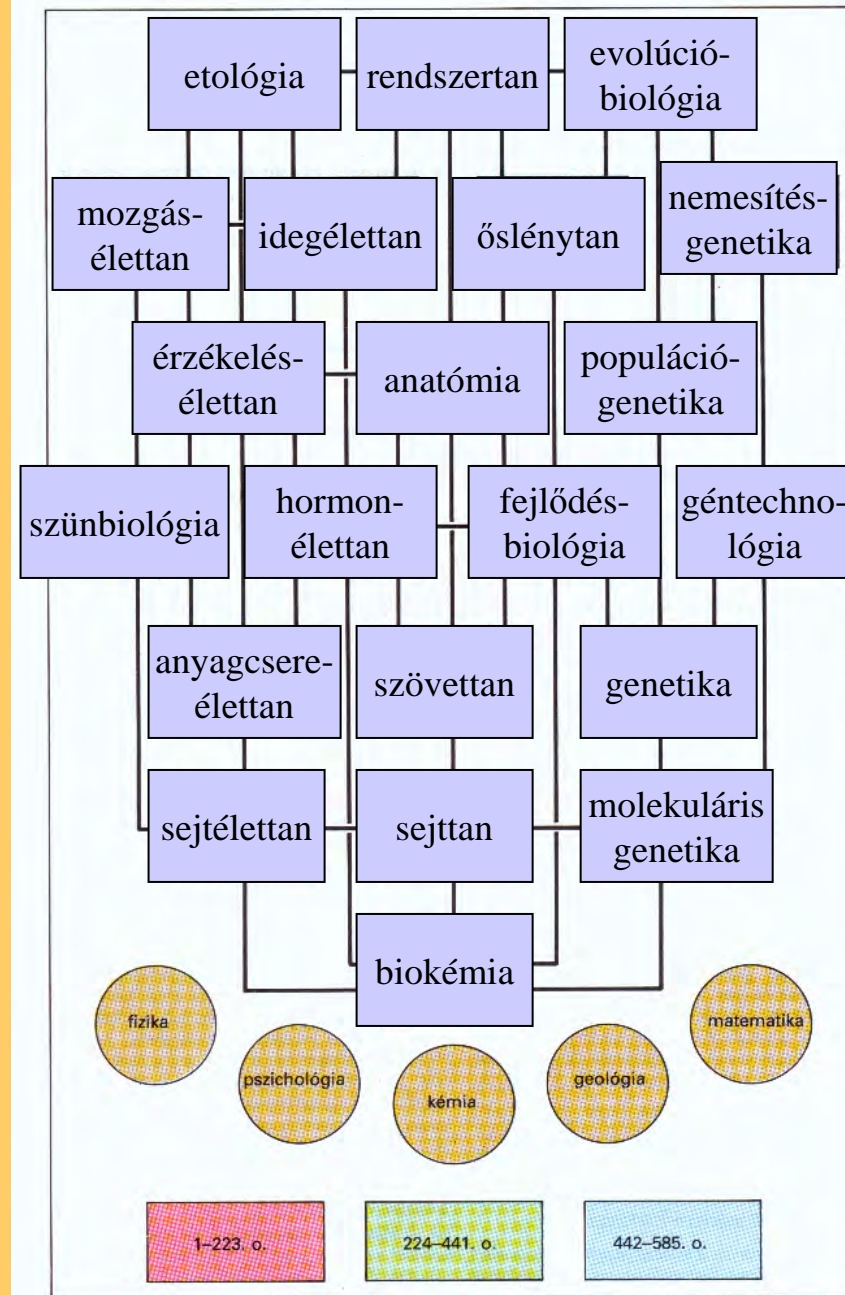 etológia
rendszertan
evolúció-
biológia
mozgás-
élettan
idegélettan
őslénytan
nemesítés-
genetika
érzékelés-
élettan
anatómia
populáció-
genetika
szünbiológia
hormon-
élettan
fejlődés-
biológia
géntechno-
lógia
anyagcsere-
élettan
szövettan
genetika
sejtélettan
sejttan
molekuláris
genetika
biokémia
fizika
pszichológia
kémia
geológia
matematika
1–223. o.
224–441. o.
442–585. o.